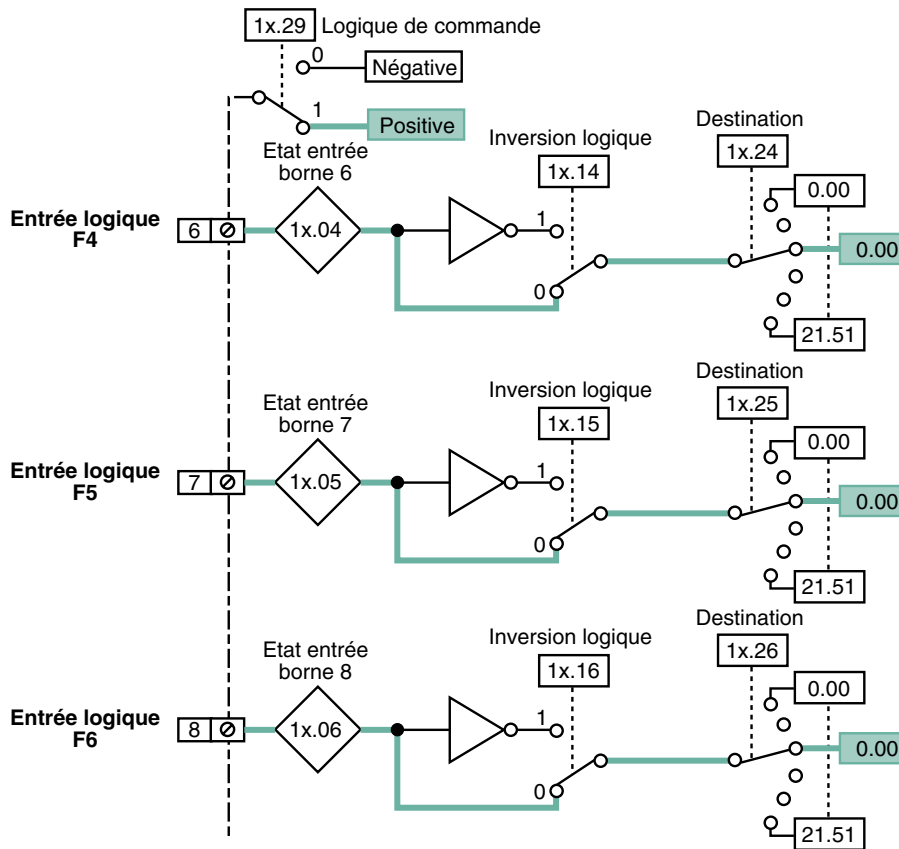 1x.29 Logique de commande
0
Négative
1
Positive
Etat entrée
borne 6
Inversion logique
Destination
1x.14
1x.24
Entrée logique
F4
6
1x.04
1
0
0.00
0.00
21.51
Etat entrée
borne 7
Inversion logique
Destination
1x.15
1x.25
Entrée logique
F5
7
1x.05
1
0
0.00
0.00
21.51
Etat entrée
borne 8
Inversion logique
Destination
1x.16
1x.26
Entrée logique
F6
8
1x.06
1
0
0.00
0.00
21.51